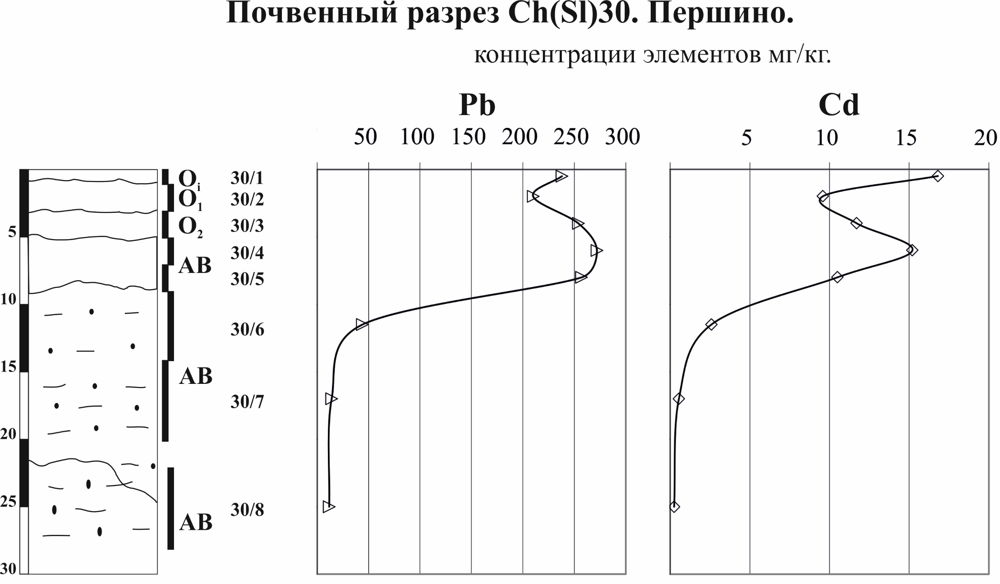 Почвенный разрез Ch(Sl)30. Першино.
концентрации элементов мг/кг.
Pb Cd
50 100 150 200 250 300 5 10 15 20
Oi 30/1
O1 30/2
O2 30/3
5
30/4
AB
30/5
10
30/6
15
AB
30/7
20
25 30/8
AB
30